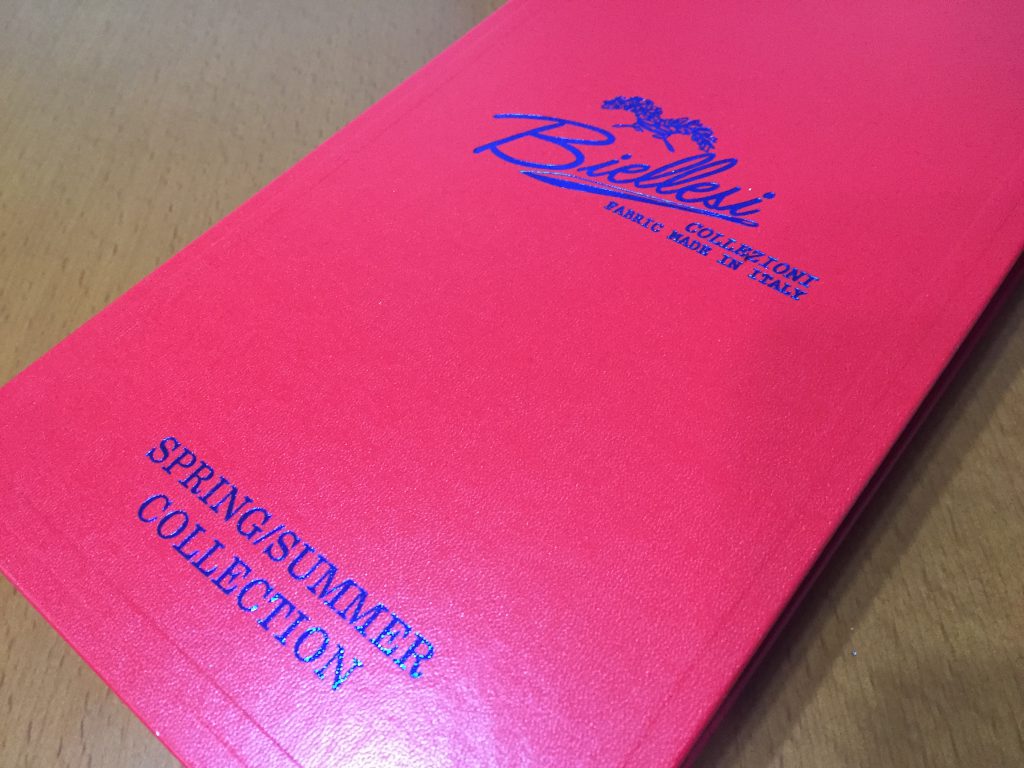 Biellesi
COLLEZIONI
FABRIC MADE IN ITALY
SPRING/SUMMER
COLLECTION